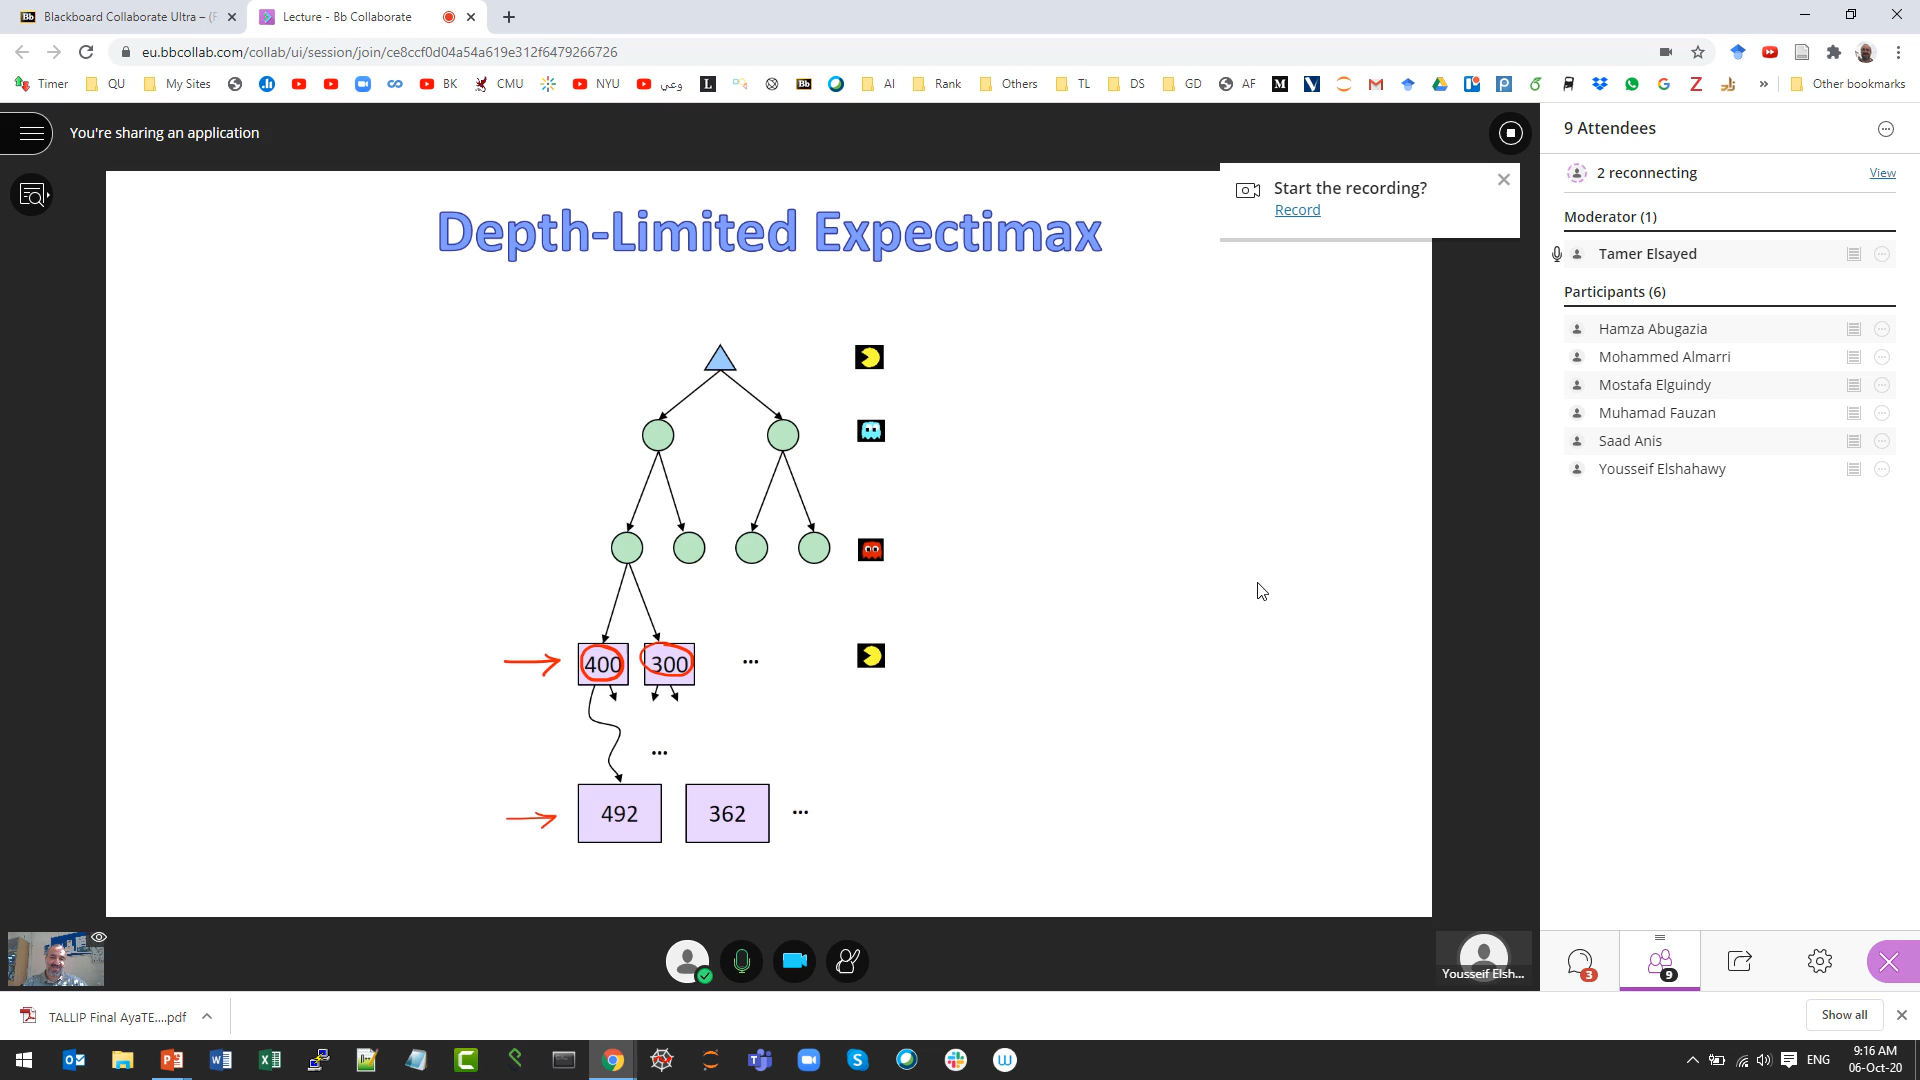 Blackboard Collaborate Ultra – (F
Lecture - Bb Collaborate
eu.bbcollab.com/collab/ui/session/join/ce8ccf0d04a54a619e312f6479266726
Timer QU My Sites BK CMU NYU وعي L Bb AI Rank Others TL DS GD AF M Other bookmarks
You're sharing an application
Start the recording?
Record
Depth-Limited Expectimax
400 300 ...
...
492 362 ...
9 Attendees
2 reconnecting View
Moderator (1)
Tamer Elsayed
Participants (6)
Hamza Abugazia
Mohammed Almarri
Mostafa Elguindy
Muhamad Fauzan
Saad Anis
Yousseif Elshahawy
Yousseif Elsh...
3
9
TALLIP Final AyaTE....pdf
Show all
ENG
9:16 AM
06-Oct-20